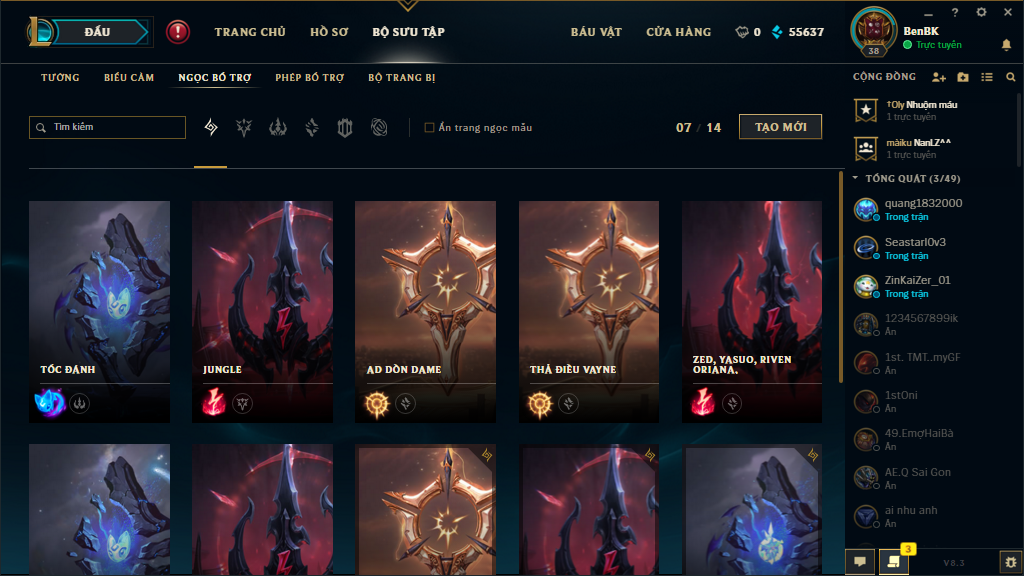 ĐẤU
TRANG CHỦ
HỒ SƠ
BỘ SƯU TẬP
BÁU VẬT
CỬA HÀNG
0
55637
38
BenBK
Trực tuyến
TƯỚNG
BIỂU CẢM
NGỌC BỔ TRỢ
PHÉP BỔ TRỢ
BỘ TRANG BỊ
CỘNG ĐỒNG
Tìm kiếm
Ẩn trang ngọc mẫu
07 / 14
TẠO MỚI
†Oly Nhuộm máu
1 trực tuyến
màiku NanLZ^^
1 trực tuyến
TỔNG QUÁT (3/49)
quang1832000
Trong trận
Seastarl0v3
Trong trận
ZinKaiZer_01
Trong trận
1234567899ik
Ẩn
1st. TMT..myGF
Ẩn
1stOni
Ẩn
49.EmợHaiBà
Ẩn
AE.Q Sai Gon
Ẩn
ai nhu anh
Ẩn
TỐC ĐÁNH
JUNGLE
AD DỒN DAME
THẢ ĐIỀU VAYNE
ZED, YASUO, RIVEN
ORIANA.
3
V8.3